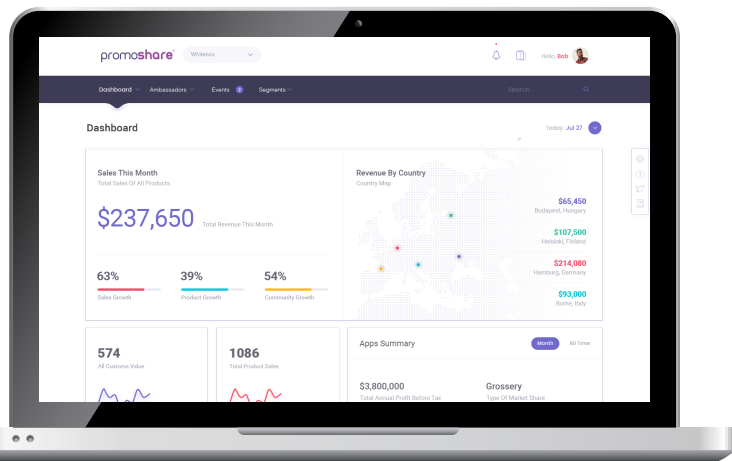 promoshare
Whitesox
Hello, Bob
Dashboard
Ambassadors
Events 2
Segments
Search...
Dashboard
Today: Jul 27
Sales This Month
Total Sales Of All Products
$237,650
Total Revenue This Month
63%
Sales Growth
39%
Product Growth
54%
Community Growth
Revenue By Country
Country Map
$65,450
Budapest, Hungary
$107,500
Helsinki, Finland
$214,080
Hamburg, Germany
$93,000
Rome, Italy
574
All Custome Value
1086
Total Product Sales
Apps Summary
Month
All Time
$3,800,000
Total Annual Profit Before Tax
Grossery
Type Of Market Share